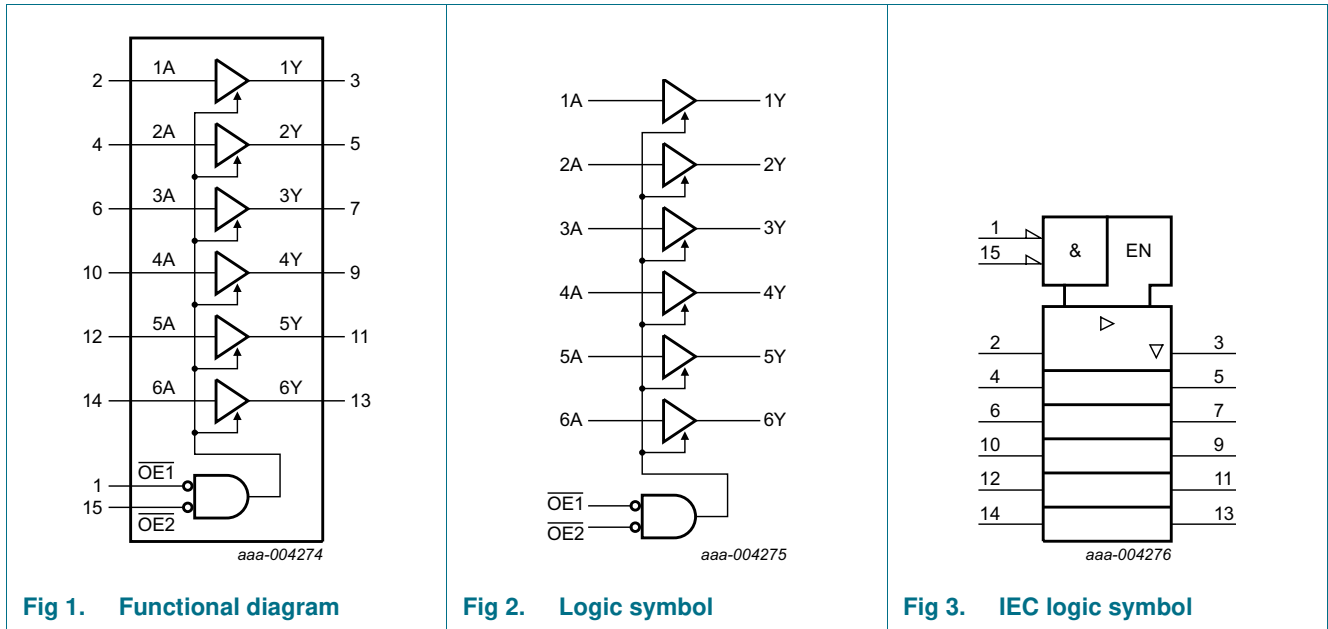 2 1A 1Y 3
4 2A 2Y 5
6 3A 3Y 7
10 4A 4Y 9
12 5A 5Y 11
14 6A 6Y 13
1 OE1
15 OE2
aaa-004274
Fig 1. Functional diagram
1A 1Y
2A 2Y
3A 3Y
4A 4Y
5A 5Y
6A 6Y
OE1
OE2
aaa-004275
Fig 2. Logic symbol
1
15 & EN
2 3
4 5
6 7
10 9
12 11
14 13
aaa-004276
Fig 3. IEC logic symbol